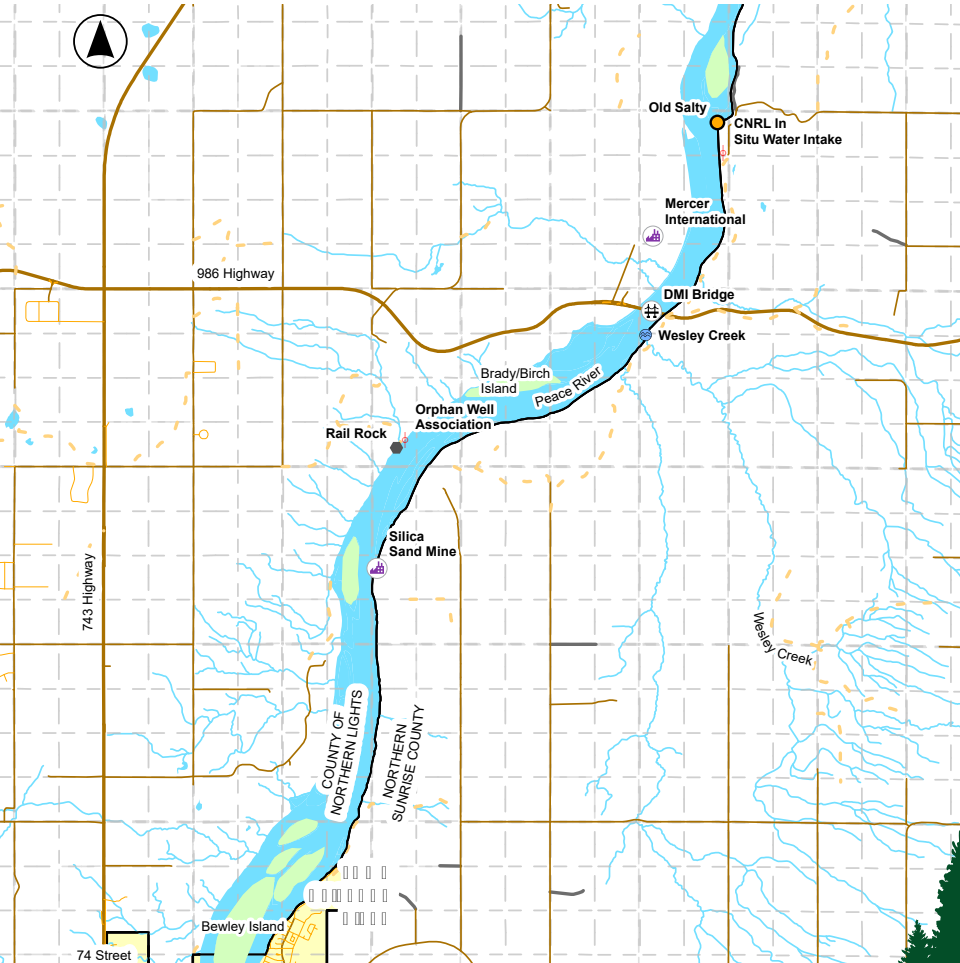 Old Salty
CNRL In
Situ Water Intake
Mercer
International
986 Highway
DMI Bridge
Wesley Creek
Brady/Birch
Island
Peace River
Orphan Well
Association
Rail Rock
Silica
Sand Mine
743 Highway
Wesley Creek
COUNTY OF
NORTHERN LIGHTS
NORTHERN
SUNRISE COUNTY
Bewley Island
74 Street